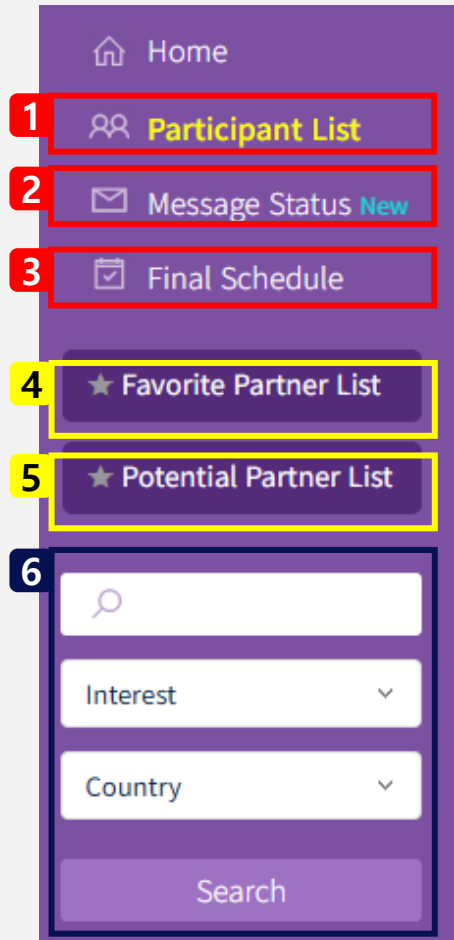 Home
1 Participant List
2 Message Status New
3 Final Schedule
4 ★ Favorite Partner List
5 ★ Potential Partner List
6
Interest
Country
Search